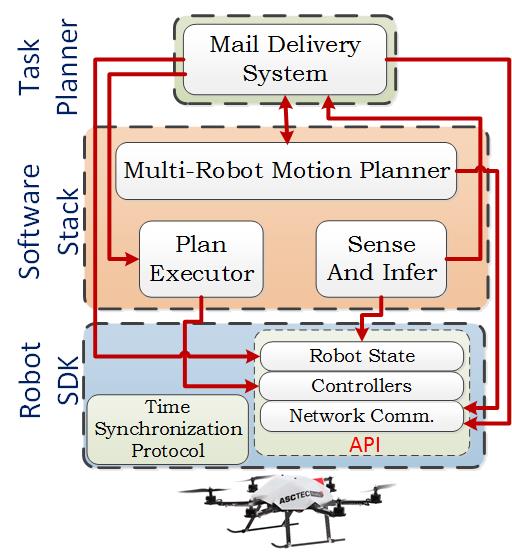 Task
Planner
Mail Delivery
System
Software
Stack
Multi-Robot Motion Planner
Plan
Executor
Sense
And Infer
Robot
SDK
Robot State
Controllers
Network Comm.
API
Time
Synchronization
Protocol
ASCTEC